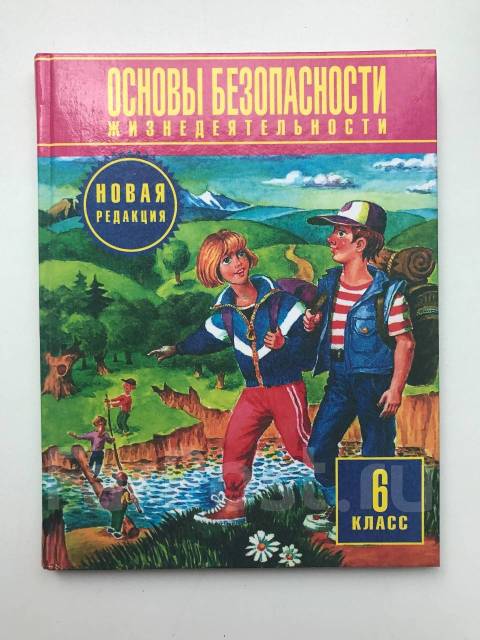 ОСНОВЫ БЕЗОПАСНОСТИ
ЖИЗНЕДЕЯТЕЛЬНОСТИ
НОВАЯ
РЕДАКЦИЯ
6
КЛАСС